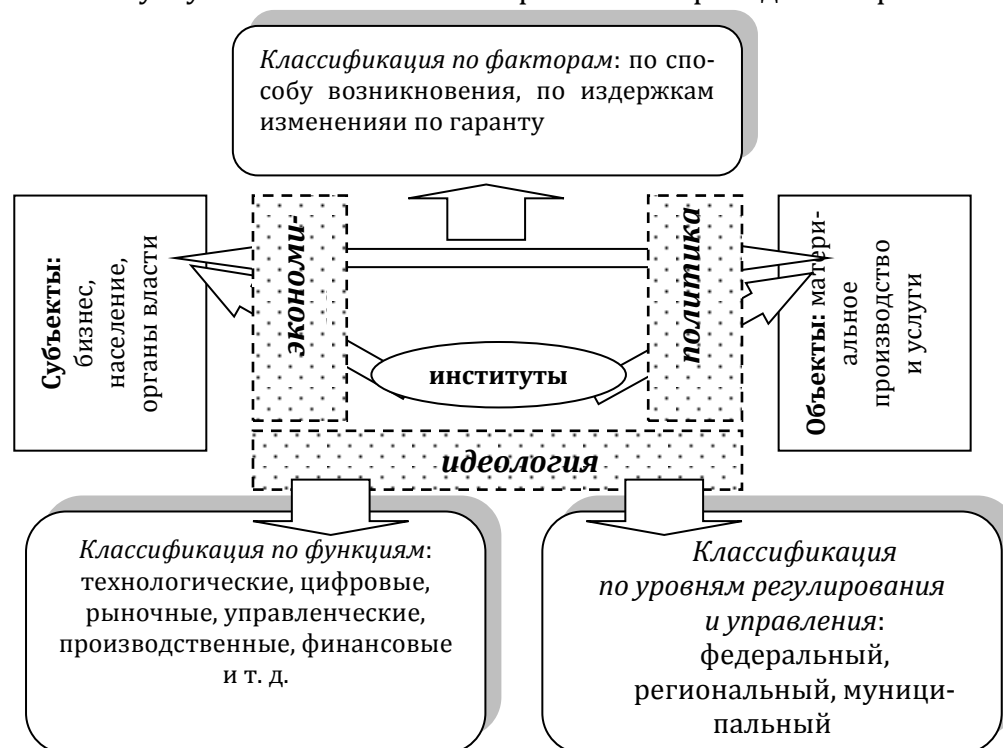 Классификация по факторам: по спо-
собу возникновения, по издержкам
измененияи по гаранту
Субъекты:
бизнес,
население,
органы власти
экономи-
институты
политика
Объекты: матери-
альное
производство
и услуги
идеология
Классификация по функциям:
технологические, цифровые,
рыночные, управленческие,
производственные, финансовые
и т. д.
Классификация
по уровням регулирования
и управления:
федеральный,
региональный, муници-
пальный